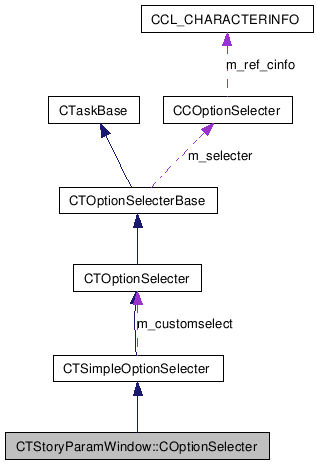 CCL_CHARACTERINFO
m_ref_cinfo
CTaskBase
CCOptionSelecter
m_selecter
CTOptionSelecterBase
CTOptionSelecter
m_customselect
CTSimpleOptionSelecter
CTStoryParamWindow::COptionSelecter